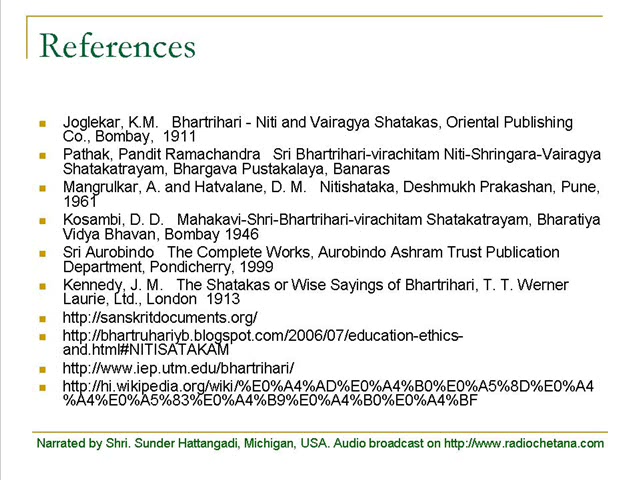 References
Joglekar, K.M. Bhartrihari - Niti and Vairagya Shatakas, Oriental Publishing
Co., Bombay, 1911
Pathak, Pandit Ramachandra Sri Bhartrihari-virachitam Niti-Shringara-Vairagya
Shatakatrayam, Bhargava Pustakalaya, Banaras
Mangrulkar, A. and Hatvalane, D. M. Nitishataka, Deshmukh Prakashan, Pune,
1961
Kosambi, D. D. Mahakavi-Shri-Bhartrihari-virachitam Shatakatrayam, Bharatiya
Vidya Bhavan, Bombay 1946
Sri Aurobindo The Complete Works, Aurobindo Ashram Trust Publication
Department, Pondicherry, 1999
Kennedy, J. M. The Shatakas or Wise Sayings of Bhartrihari, T. T. Werner
Laurie, Ltd., London 1913
http://sanskritdocuments.org/
http://bhartruhariyb.blogspot.com/2006/07/education-ethics-
and.html#NITISATAKAM
http://www.iep.utm.edu/bhartrihari/
http://hi.wikipedia.org/wiki/%E0%A4%AD%E0%A4%B0%E0%A5%8D%E0%A4
%A4%E0%A5%83%E0%A4%B9%E0%A4%B0%E0%A4%BF
Narrated by Shri. Sunder Hattangadi, Michigan, USA. Audio broadcast on http://www.radiochetana.com